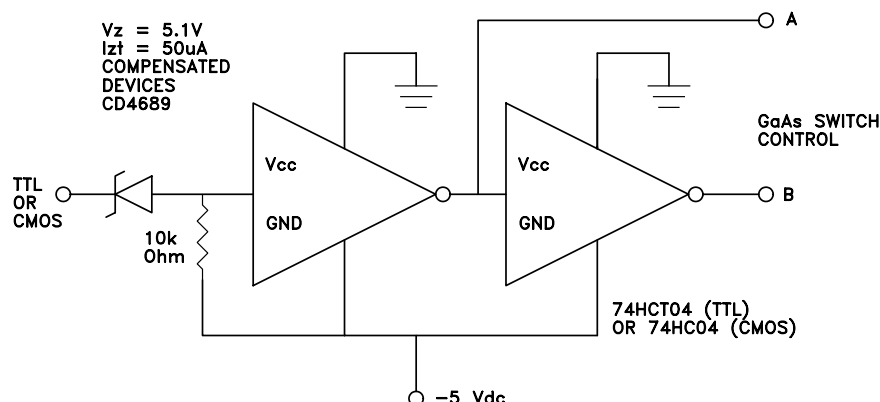 Vz = 5.1V
Izt = 50uA
COMPENSATED
DEVICES
CD4689
A
GaAs SWITCH
CONTROL
Vcc
Vcc
TTL
OR
CMOS
B
GND
GND
10k
Ohm
74HCT04 (TTL)
OR 74HC04 (CMOS)
-5 Vdc